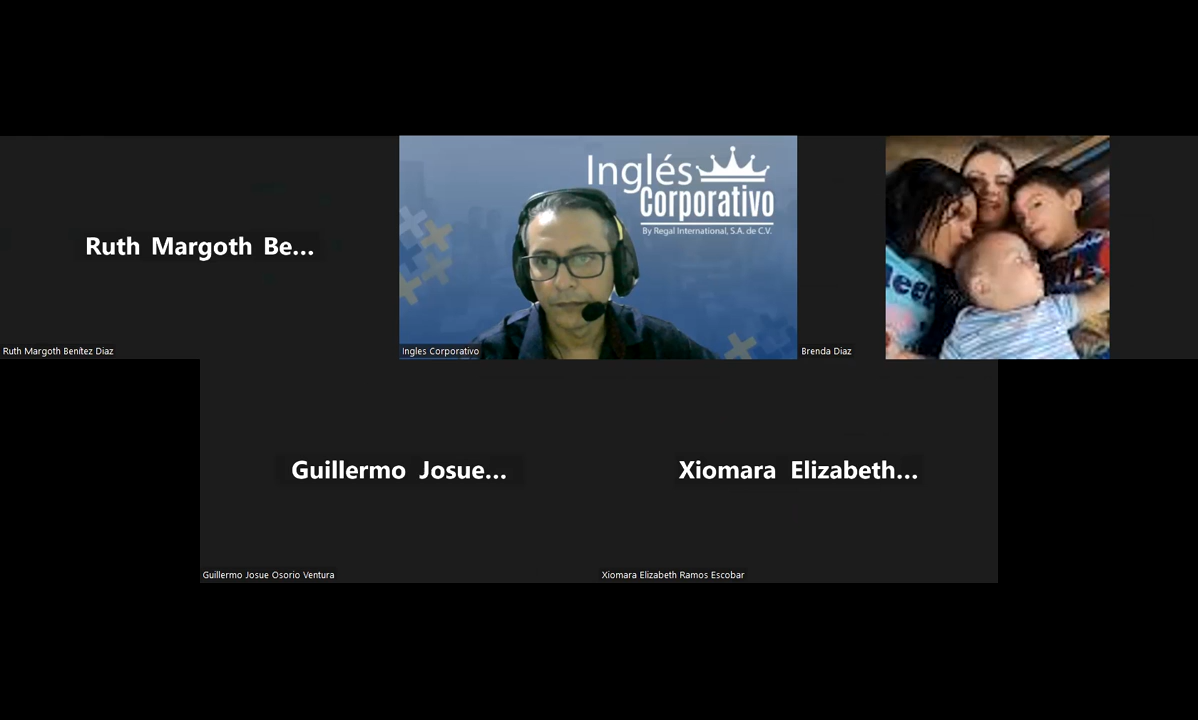 Ruth Margoth Be...
Ruth Margoth Benítez Diaz
Inglés
Corporativo
By Regal International, S.A. de C.V.
Ingles Corporativo
Brenda Diaz
Guillermo Josue...
Guillermo Josue Osorio Ventura
Xiomara Elizabeth...
Xiomara Elizabeth Ramos Escobar